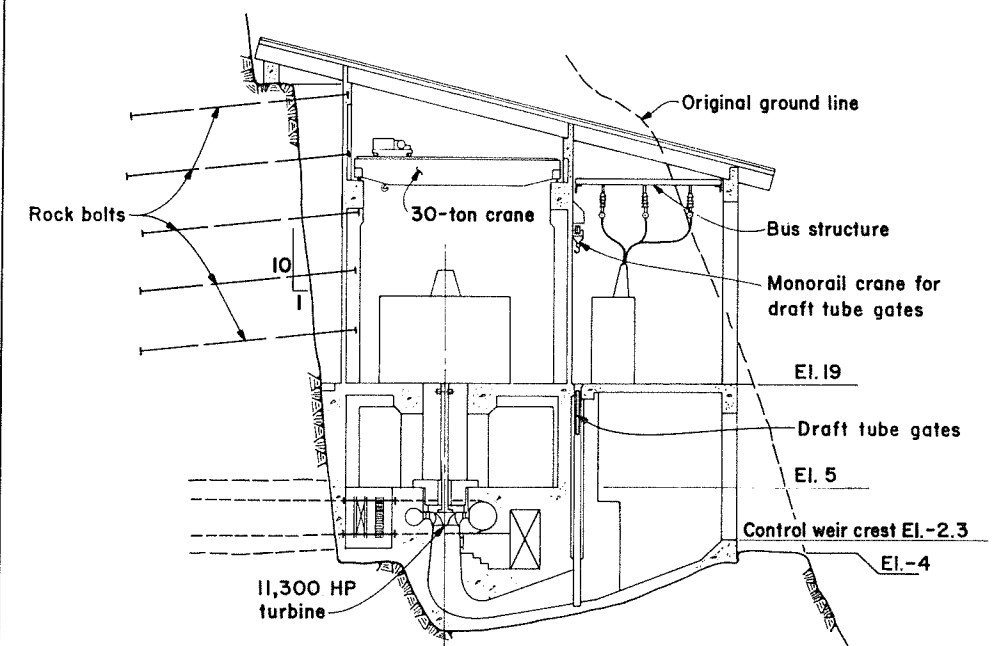 Original ground line
30-ton crane
Rock bolts
Bus structure
10
1
Monorail crane for
draft tube gates
El. 19
Draft tube gates
El. 5
Control weir crest El.-2.3
El.-4
11,300 HP
turbine